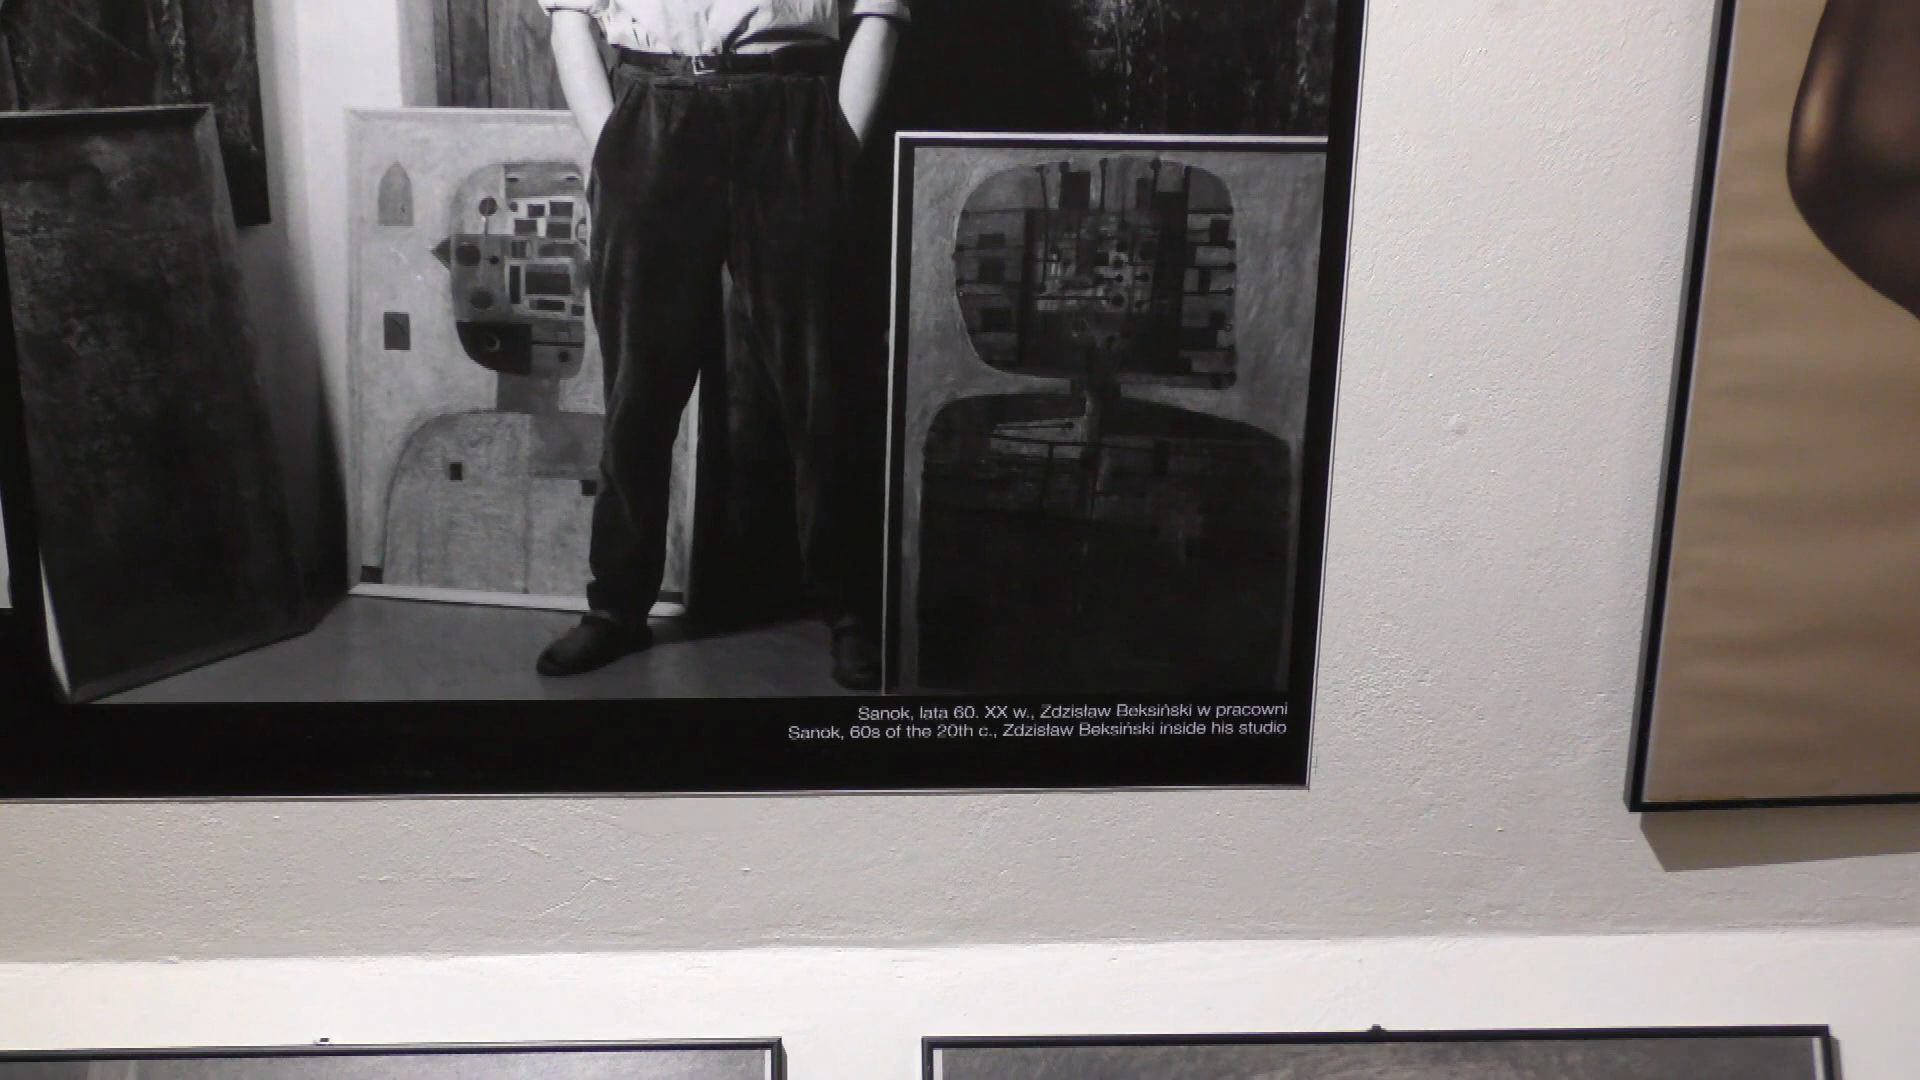 Sanok, lata 60. XX w., Zdzisław Beksiński w pracowni
Sanok, 60s of the 20th c., Zdzisław Beksiński inside his studio